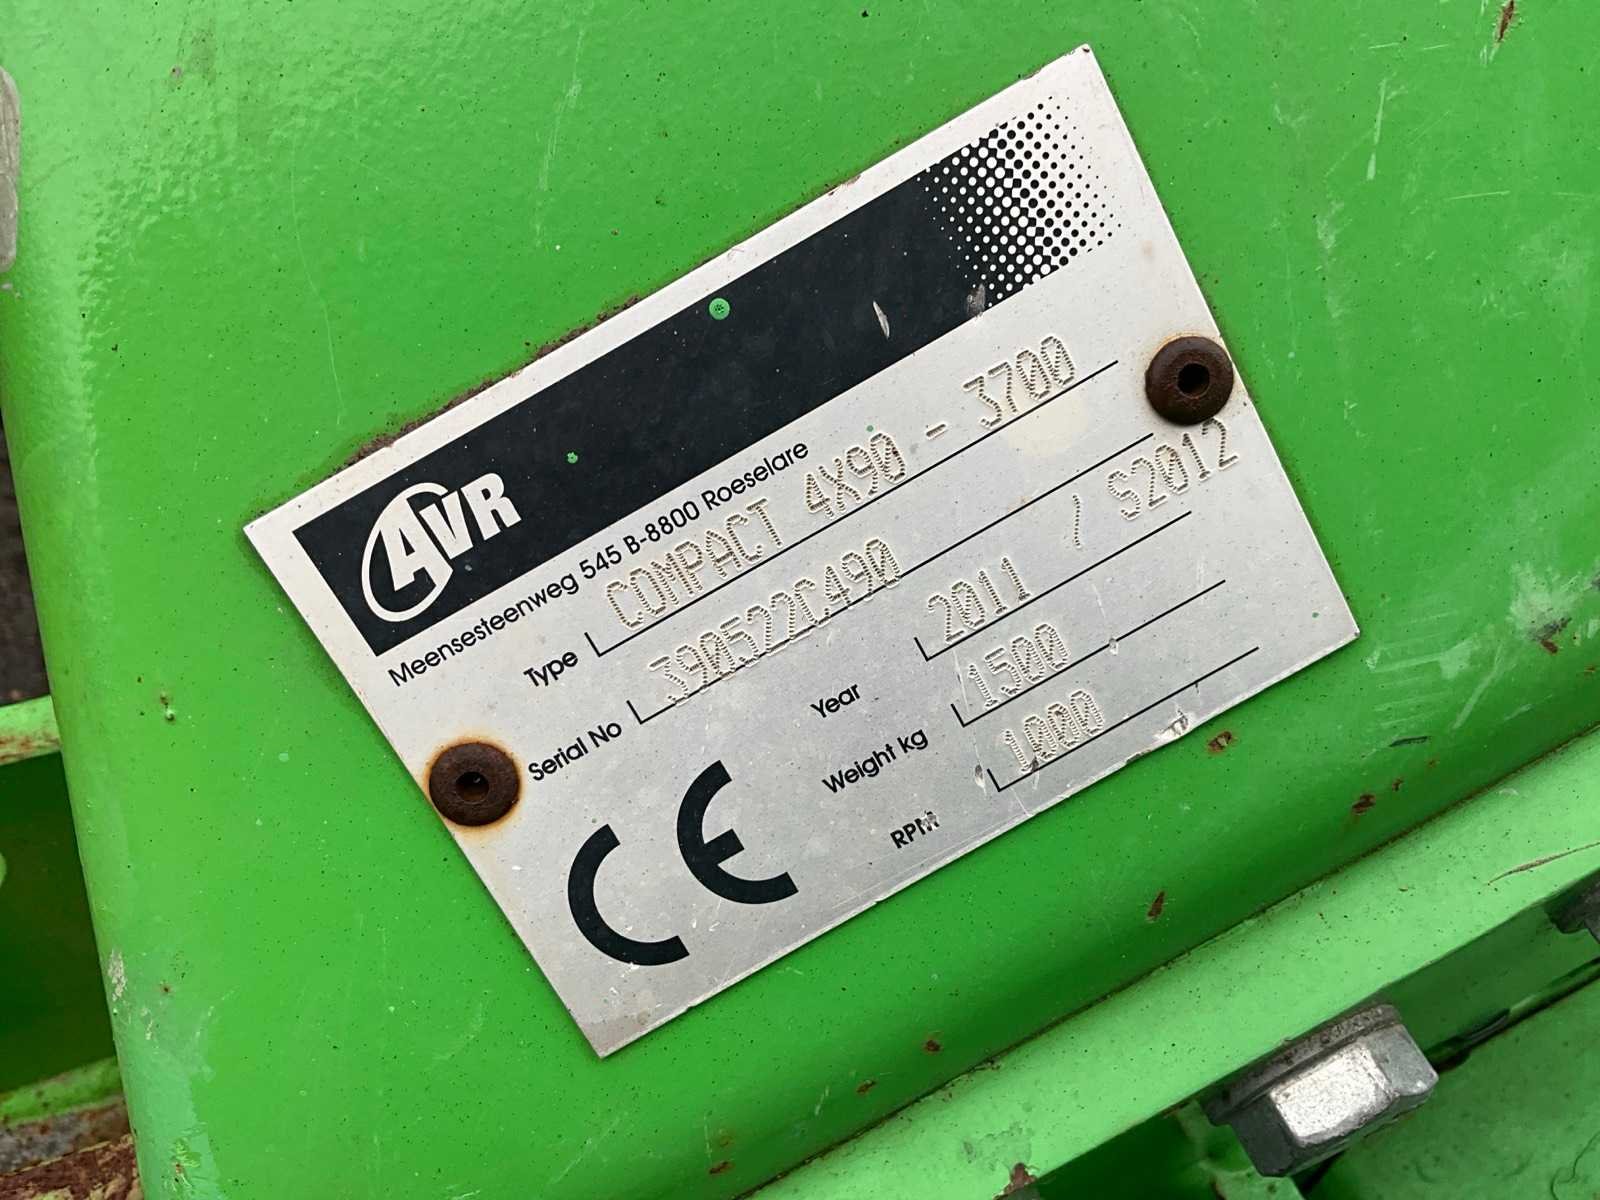 AVR
Meensesteenweg 545 B-8800 Roeselare
Type COMPACT 4X90 - 3700
Serial No 390522C490
Year 2011 / S2012
Weight kg 1500
RPM 1000
CE